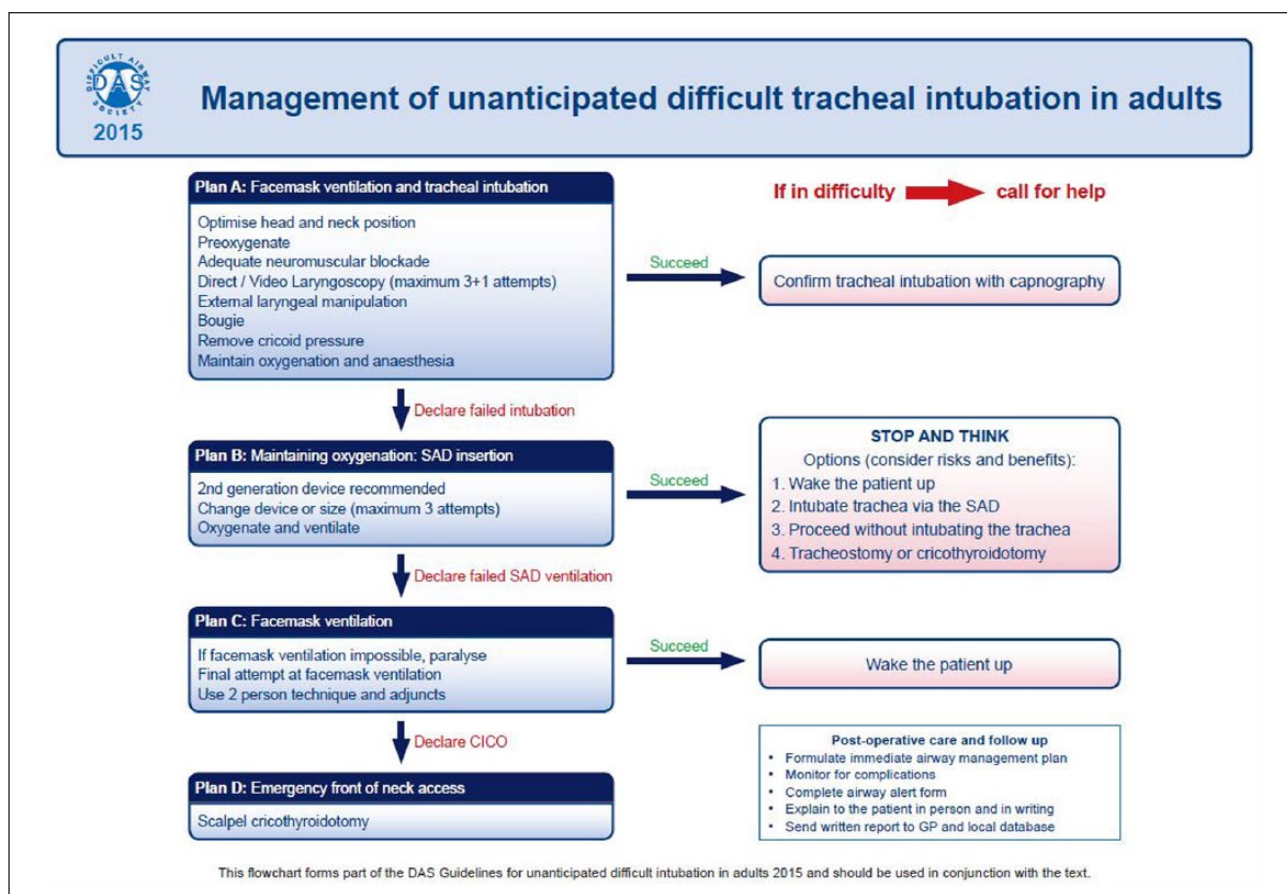 DIFFICULT AIRWAY SOCIETY
DAS
2015
Management of unanticipated difficult tracheal intubation in adults
Plan A: Facemask ventilation and tracheal intubation
Optimise head and neck position
Preoxygenate
Adequate neuromuscular blockade
Direct / Video Laryngoscopy (maximum 3+1 attempts)
External laryngeal manipulation
Bougie
Remove cricoid pressure
Maintain oxygenation and anaesthesia
If in difficulty
call for help
Succeed
Confirm tracheal intubation with capnography
Declare failed intubation
Plan B: Maintaining oxygenation: SAD insertion
2nd generation device recommended
Change device or size (maximum 3 attempts)
Oxygenate and ventilate
Succeed
STOP AND THINK
Options (consider risks and benefits):
1. Wake the patient up
2. Intubate trachea via the SAD
3. Proceed without intubating the trachea
4. Tracheostomy or cricothyroidotomy
Declare failed SAD ventilation
Plan C: Facemask ventilation
If facemask ventilation impossible, paralyse
Final attempt at facemask ventilation
Use 2 person technique and adjuncts
Succeed
Wake the patient up
Declare CICO
Plan D: Emergency front of neck access
Scalpel cricothyroidotomy
Post-operative care and follow up
• Formulate immediate airway management plan
• Monitor for complications
• Complete airway alert form
• Explain to the patient in person and in writing
• Send written report to GP and local database
This flowchart forms part of the DAS Guidelines for unanticipated difficult intubation in adults 2015 and should be used in conjunction with the text.